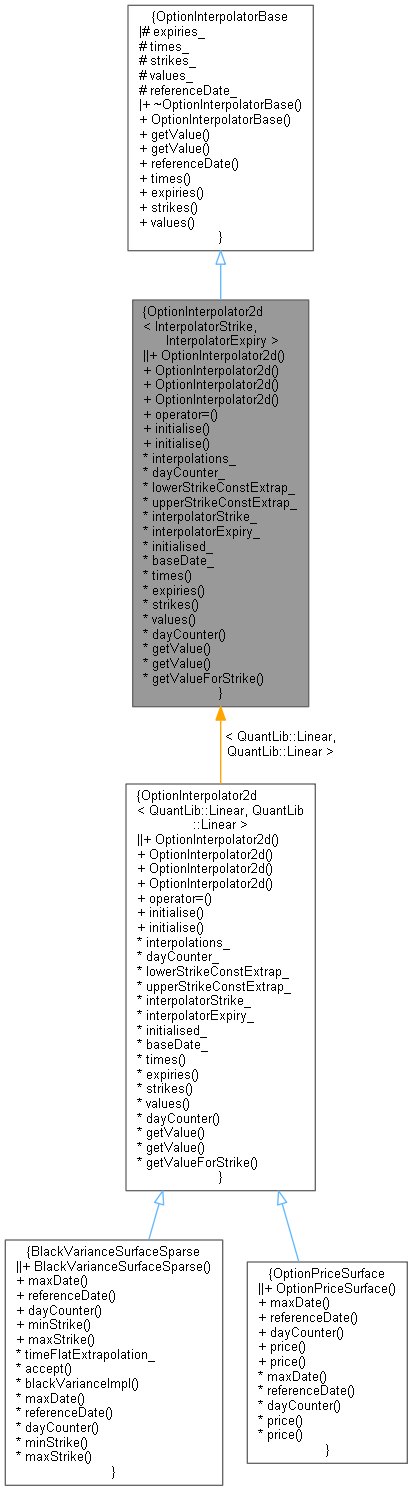 {OptionInterpolatorBase
|# expiries_
# times_
# strikes_
# values_
# referenceDate_
|+ ~OptionInterpolatorBase()
+ OptionInterpolatorBase()
+ getValue()
+ getValue()
+ referenceDate()
+ times()
+ expiries()
+ strikes()
+ values()
}
{OptionInterpolator2d
< InterpolatorStrike,
InterpolatorExpiry >
||+ OptionInterpolator2d()
+ OptionInterpolator2d()
+ OptionInterpolator2d()
+ OptionInterpolator2d()
+ operator=()
+ initialise()
+ initialise()
* interpolations_
* dayCounter_
* lowerStrikeConstExtrap_
* upperStrikeConstExtrap_
* interpolatorStrike_
* interpolatorExpiry_
* initialised_
* baseDate_
* times()
* expiries()
* strikes()
* values()
* dayCounter()
* getValue()
* getValue()
* getValueForStrike()
}
< QuantLib::Linear,
QuantLib::Linear >
{OptionInterpolator2d
< QuantLib::Linear, QuantLib
::Linear >
||+ OptionInterpolator2d()
+ OptionInterpolator2d()
+ OptionInterpolator2d()
+ OptionInterpolator2d()
+ operator=()
+ initialise()
+ initialise()
* interpolations_
* dayCounter_
* lowerStrikeConstExtrap_
* upperStrikeConstExtrap_
* interpolatorStrike_
* interpolatorExpiry_
* initialised_
* baseDate_
* times()
* expiries()
* strikes()
* values()
* dayCounter()
* getValue()
* getValue()
* getValueForStrike()
}
{BlackVarianceSurfaceSparse
||+ BlackVarianceSurfaceSparse()
+ maxDate()
+ referenceDate()
+ dayCounter()
+ minStrike()
+ maxStrike()
* timeFlatExtrapolation_
* accept()
* blackVarianceImpl()
* maxDate()
* referenceDate()
* dayCounter()
* minStrike()
* maxStrike()
}
{OptionPriceSurface
||+ OptionPriceSurface()
+ maxDate()
+ referenceDate()
+ dayCounter()
+ price()
+ price()
* maxDate()
* referenceDate()
* dayCounter()
* price()
* price()
}